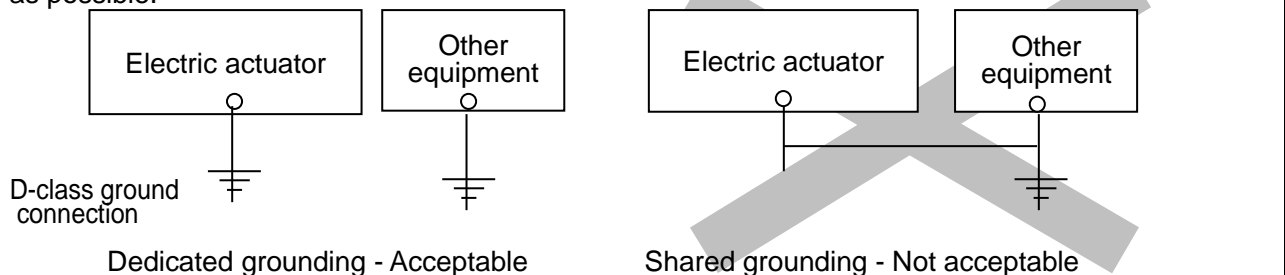 as possible.
Electric actuator
Other
equipment
Electric actuator
Other
equipment
D-class ground
connection
Dedicated grounding - Acceptable
Shared grounding - Not acceptable